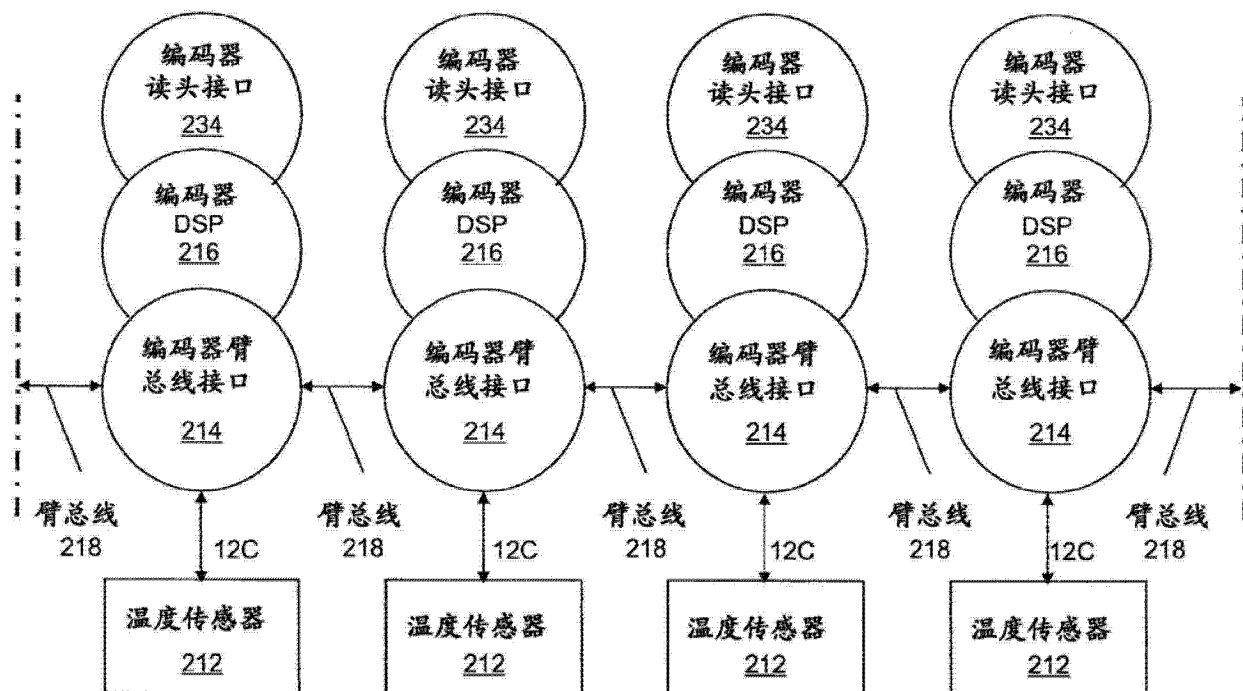 编码器
读头接口
234
编码器
读头接口
234
编码器
读头接口
234
编码器
读头接口
234
编码器
DSP
216
编码器
DSP
216
编码器
DSP
216
编码器
DSP
216
编码器臂
总线接口
214
编码器臂
总线接口
214
编码器臂
总线接口
214
编码器臂
总线接口
214
臂总线
218
臂总线
218
臂总线
218
臂总线
218
臂总线
218
12C
12C
12C
12C
温度传感器
212
温度传感器
212
温度传感器
212
温度传感器
212